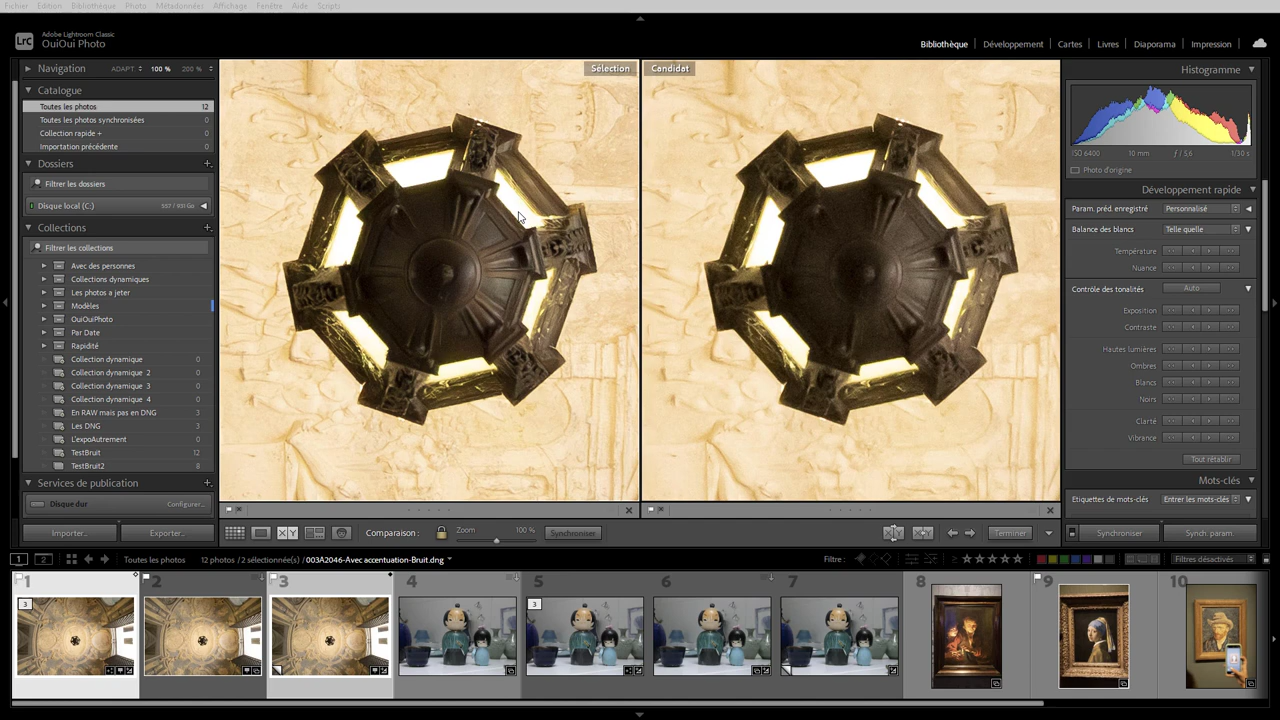 Fichier Edition Bibliothèque Photo Métadonnées Affichage Fenêtre Aide Scripts
Lrc
Adobe Lightroom Classic
OuiOui Photo
Bibliothèque Développement Cartes Livres Diaporama Impression
Navigation ADAPT. 100 % 200 %
Catalogue
Toutes les photos 12
Toutes les photos synchronisées 0
Collection rapide + 0
Importation précédente 0
Dossiers
Filtrer les dossiers
Disque local (C:) 557 / 931 Go
Collections
Filtrer les collections
Avec des personnes
Collections dynamiques
Les photos a jeter
Modèles
OuiOuiPhoto
Par Date
Rapidité
Collection dynamique 0
Collection dynamique 2 0
Collection dynamique 3 0
Collection dynamique 4 0
En RAW mais pas en DNG 3
Les DNG 3
L'expoAutrement 0
TestBruit 12
TestBruit2 8
Services de publication
Disque dur Configurer...
Importer... Exporter...
Sélection
Candidat
Histogramme
ISO 6400 10 mm ƒ / 5,6 1/30 s
Photo d'origine
Développement rapide
Param. préd. enregistré Personnalisé
Balance des blancs Telle quelle
Température
Nuance
Contrôle des tonalités Auto
Exposition
Contraste
Hautes lumières
Ombres
Blancs
Noirs
Clarté
Vibrance
Tout rétablir
Mots-clés
Etiquettes de mots-clés Entrer les mots-clés
X Y Comparaison : Zoom 100 % Synchroniser
Terminer
Synchroniser Synch. param.
1 2 Toutes les photos 12 photos / 2 sélectionnée(s) / 003A2046-Avec accentuation-Bruit.dng
Filtre : Filtres désactivés
1 2 3 4 5 6 7 8 9 10
3 3